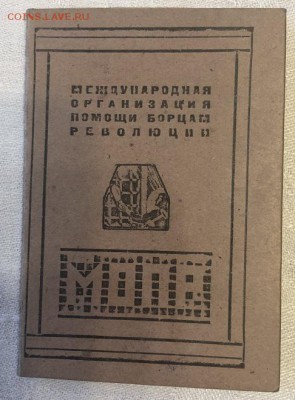 COINS.LAVE.RU
МЕЖДУНАРОДНАЯ
ОРГАНИЗАЦИЯ
ПОМОЩИ БОРЦАМ
РЕВОЛЮЦИИ
МОПР